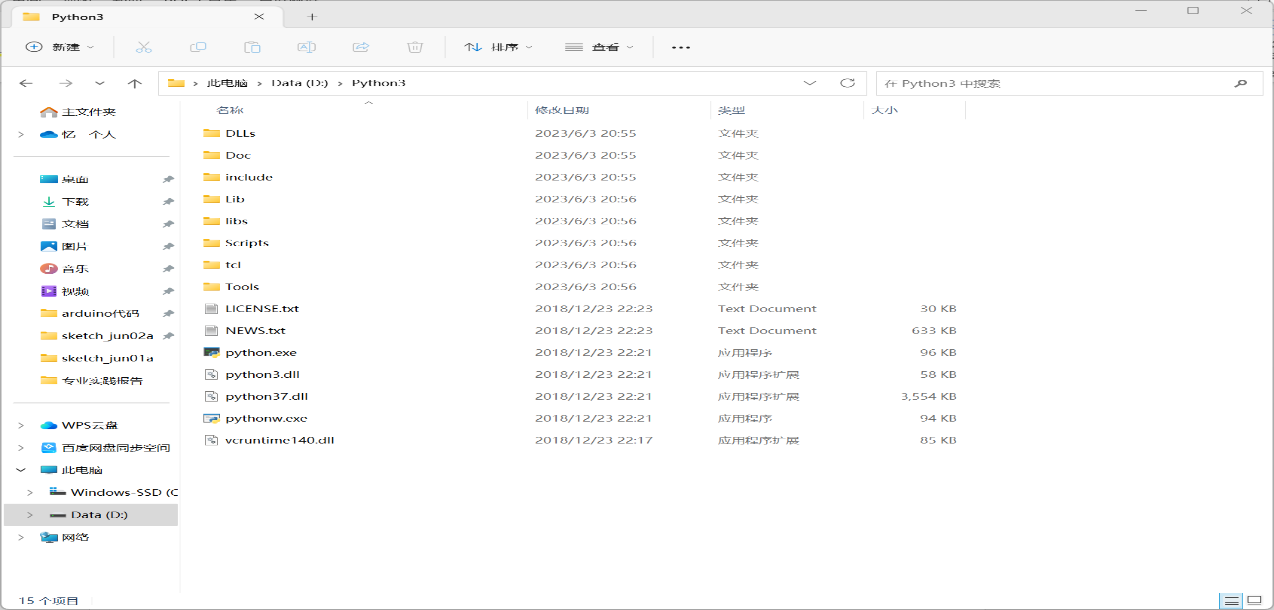 Python3
新建
排序
查看
此电脑 > Data (D:) > Python3
在 Python3 中搜索
主文件夹
忆 个人
桌面
下载
文档
图片
音乐
视频
arduino代码
sketch_jun02a
sketch_jun01a
专业实践报告
WPS云盘
百度网盘同步空间
此电脑
Windows-SSD (C
Data (D:)
网络
名称 修改日期 类型 大小
DLLs 2023/6/3 20:55 文件夹
Doc 2023/6/3 20:55 文件夹
include 2023/6/3 20:55 文件夹
Lib 2023/6/3 20:56 文件夹
libs 2023/6/3 20:56 文件夹
Scripts 2023/6/3 20:56 文件夹
tcl 2023/6/3 20:56 文件夹
Tools 2023/6/3 20:56 文件夹
LICENSE.txt 2018/12/23 22:23 Text Document 30 KB
NEWS.txt 2018/12/23 22:23 Text Document 633 KB
python.exe 2018/12/23 22:21 应用程序 96 KB
python3.dll 2018/12/23 22:21 应用程序扩展 58 KB
python37.dll 2018/12/23 22:21 应用程序扩展 3,554 KB
pythonw.exe 2018/12/23 22:21 应用程序 94 KB
vcruntime140.dll 2018/12/23 22:17 应用程序扩展 85 KB
15 个项目